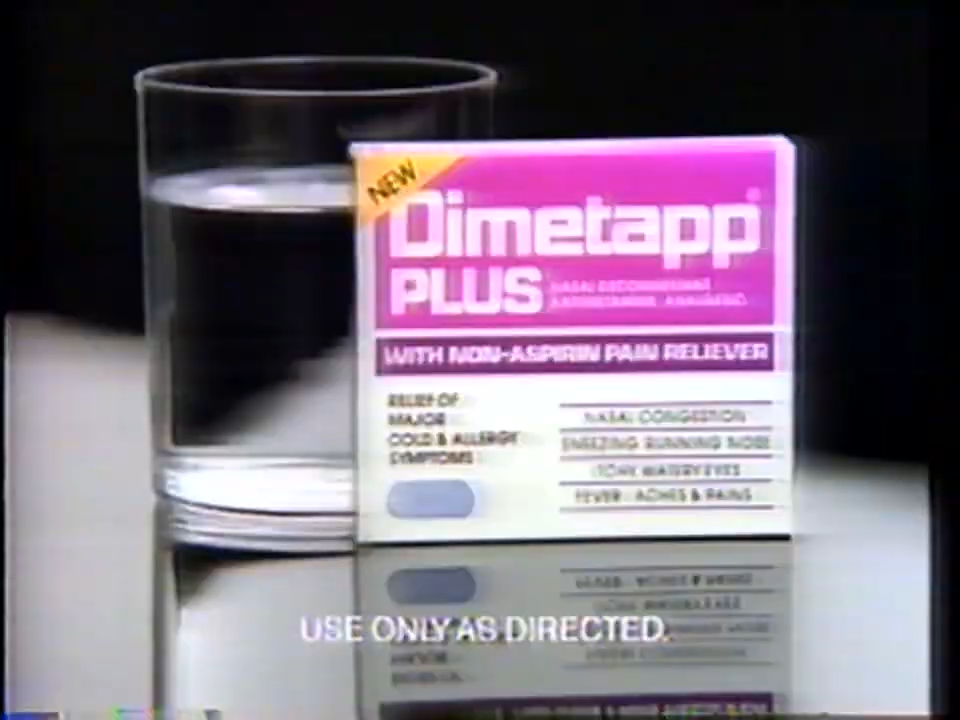 NEW
Dimetapp
PLUS
NASAL DECONGESTANT
ANTIHISTAMINE ANALGESIC
WITH NON-ASPIRIN PAIN RELIEVER
RELIEF OF
MAJOR
COLD & ALLERGY
SYMPTOMS
NASAL CONGESTION
SNEEZING RUNNING NOSE
ITCHY WATERY EYES
FEVER - ACHES & PAINS
USE ONLY AS DIRECTED.